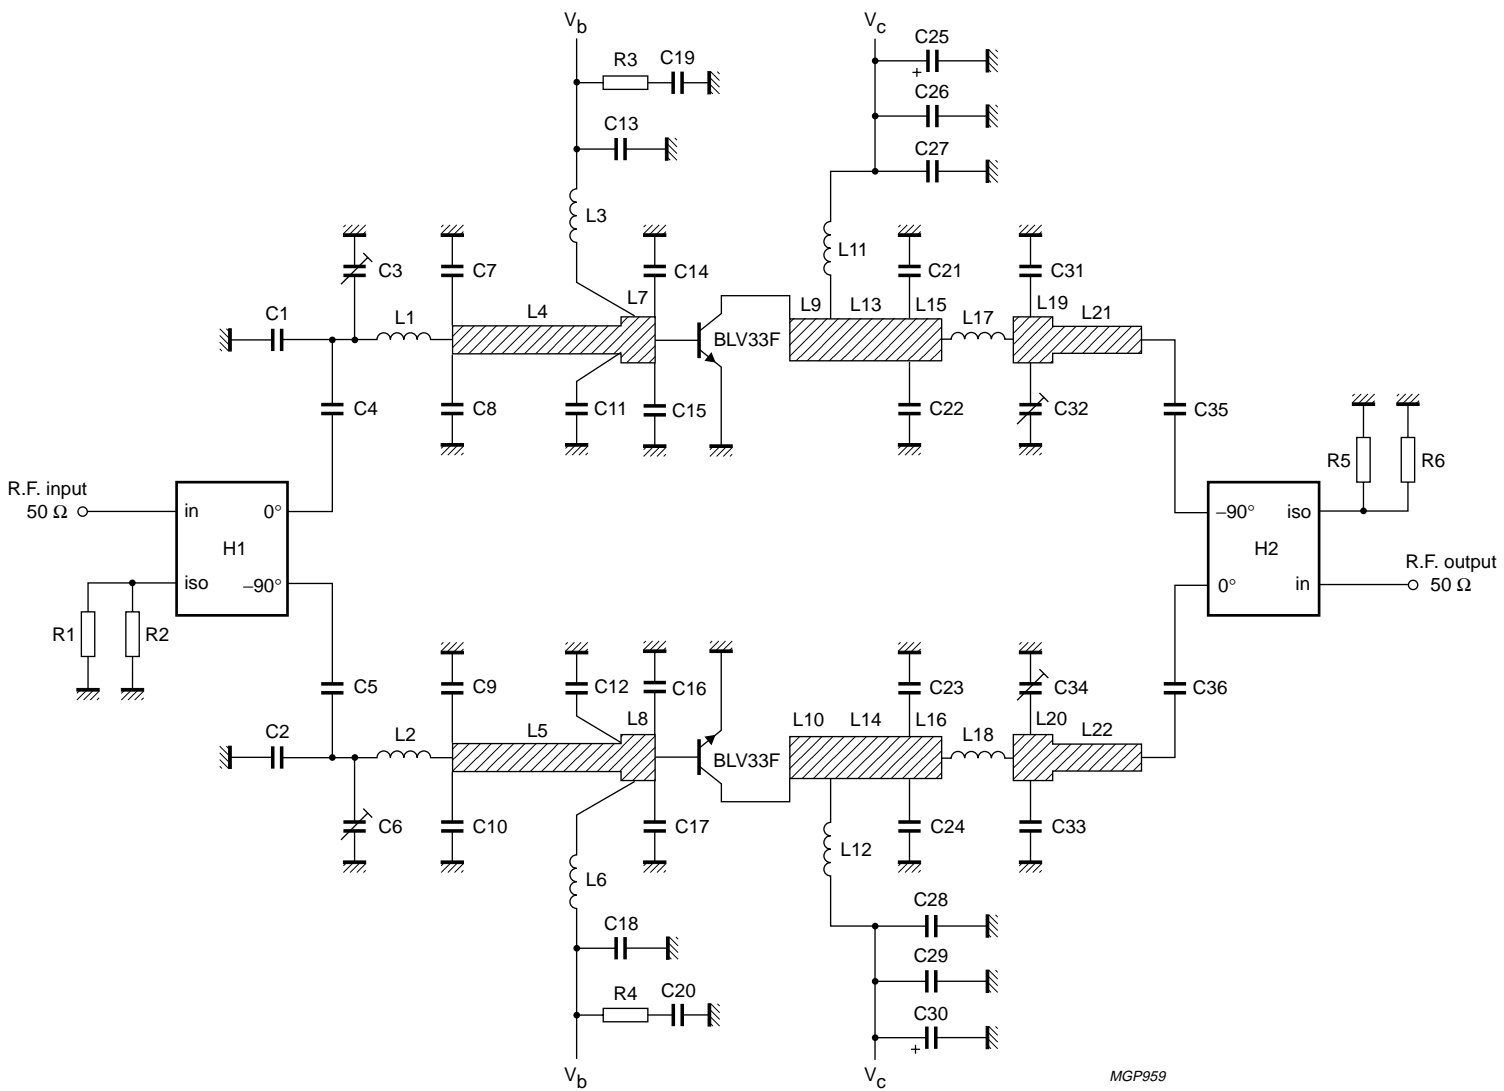 Vb
Vc
C25
+
R3
C19
C26
C13
C27
L3
L11
C3
C7
C14
C21
C31
L7
L9
L13
L15
L19
C1
L1
L4
L17
L21
BLV33F
C4
C8
C11
C15
C22
C32
C35
R5
R6
R.F. input
50 Ω
in
0°
H1
iso
−90°
−90°
iso
H2
0°
in
R.F. output
50 Ω
R1
R2
C5
C9
C12
C16
C23
C34
C36
C2
L2
L5
L8
L10
L14
L16
L18
L20
L22
BLV33F
C6
C10
C17
C24
C33
L12
L6
C28
C18
C29
R4
C20
C30
+
Vb
Vc
MGP959